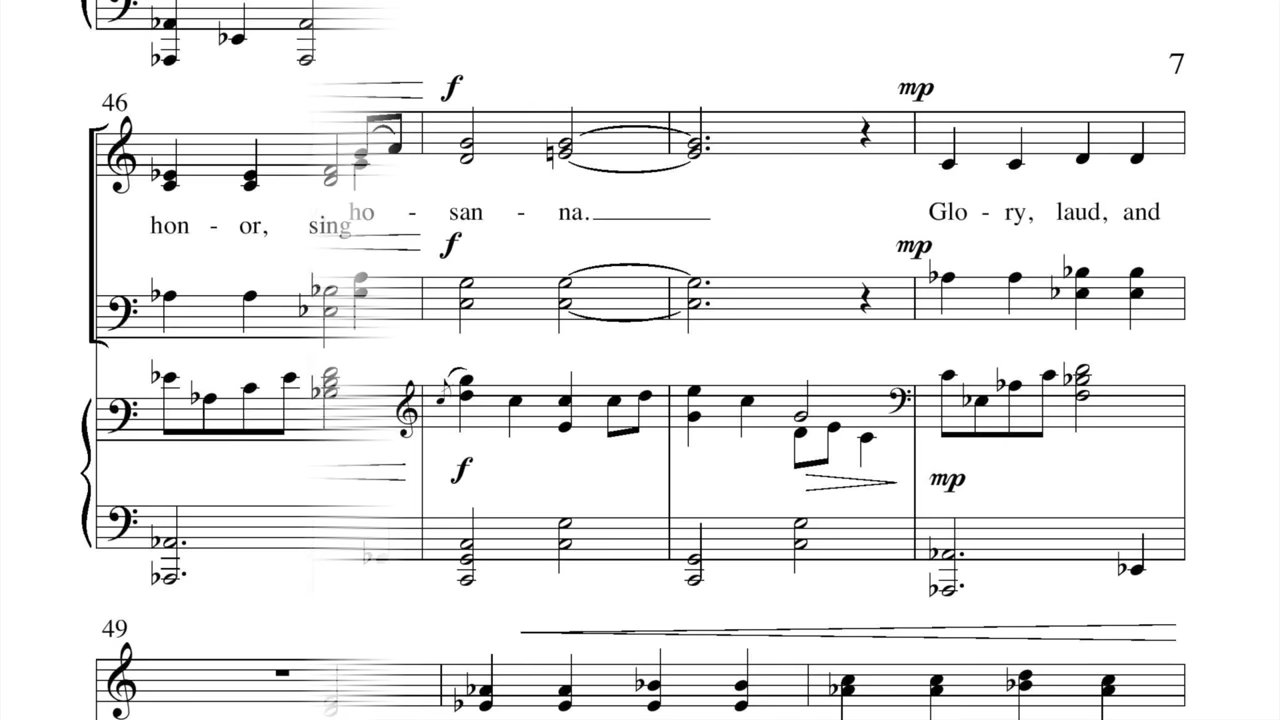 7
46
f
mp
hon - or, sing ho - san - na. Glo - ry, laud, and
f
mp
f
mp
49